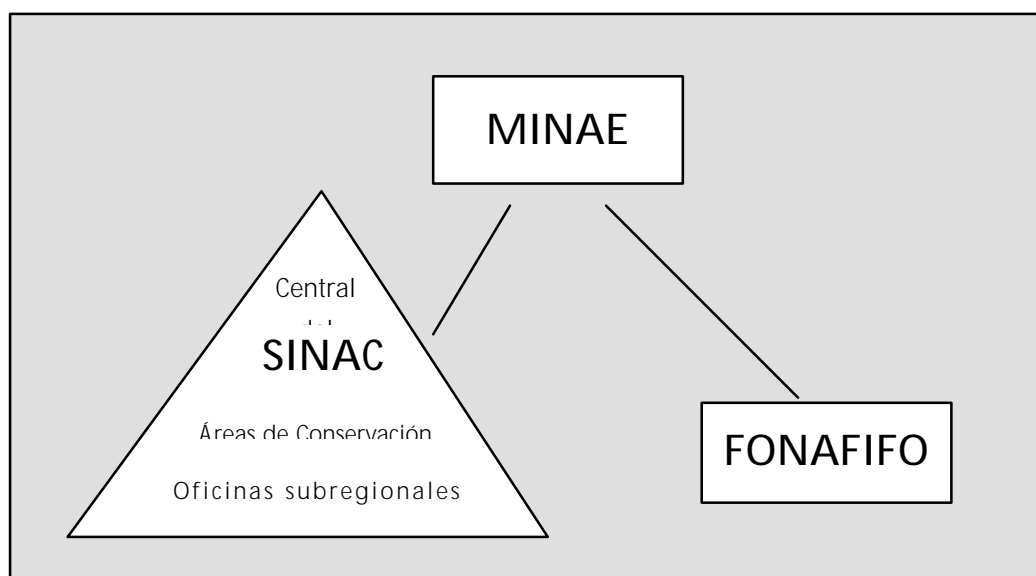 MINAE
Central
SINAC
Áreas de Conservación
Oficinas subregionales
FONAFIFO